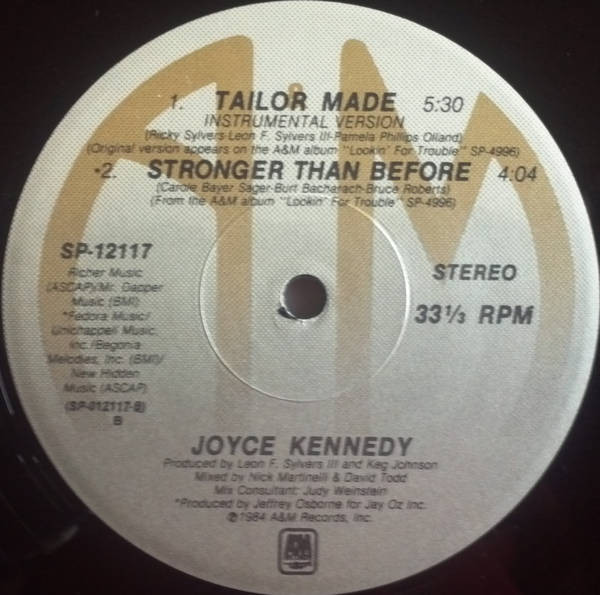 1. TAILOR MADE 5:30
INSTRUMENTAL VERSION
(Ricky Sylvers-Leon F. Sylvers III-Pamela Phillips Olland)
(Original version appears on the A&M album "Lookin' For Trouble" SP-4996)
*2. STRONGER THAN BEFORE 4:04
(Carole Bayer Sager-Burt Bacharach-Bruce Roberts)
(From the A&M album "Lookin' For Trouble" SP-4996)
SP-12117
Richer Music
(ASCAP)/Mr. Dapper
Music (BMI)
*Fedora Music/
Unichappell Music,
Inc./Begonia
Melodies, Inc. (BMI)/
New Hidden
Music (ASCAP)
(SP-012117-B)
B
STEREO
33 1/3 RPM
JOYCE KENNEDY
Produced by Leon F. Sylvers III and Keg Johnson
Mixed by Nick Martinelli & David Todd
Mix Consultant: Judy Weinstein
*Produced by Jeffrey Osborne for Jay Oz Inc.
℗1984 A&M Records, Inc.
A&M